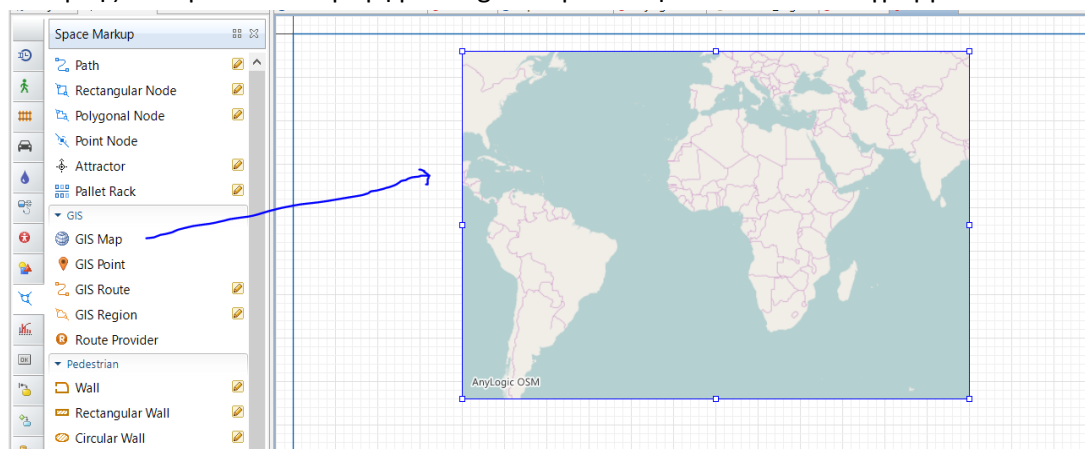 Space Markup
Path
Rectangular Node
Polygonal Node
Point Node
Attractor
Pallet Rack
GIS
GIS Map
GIS Point
GIS Route
GIS Region
Route Provider
Pedestrian
Wall
Rectangular Wall
Circular Wall
AnyLogic OSM